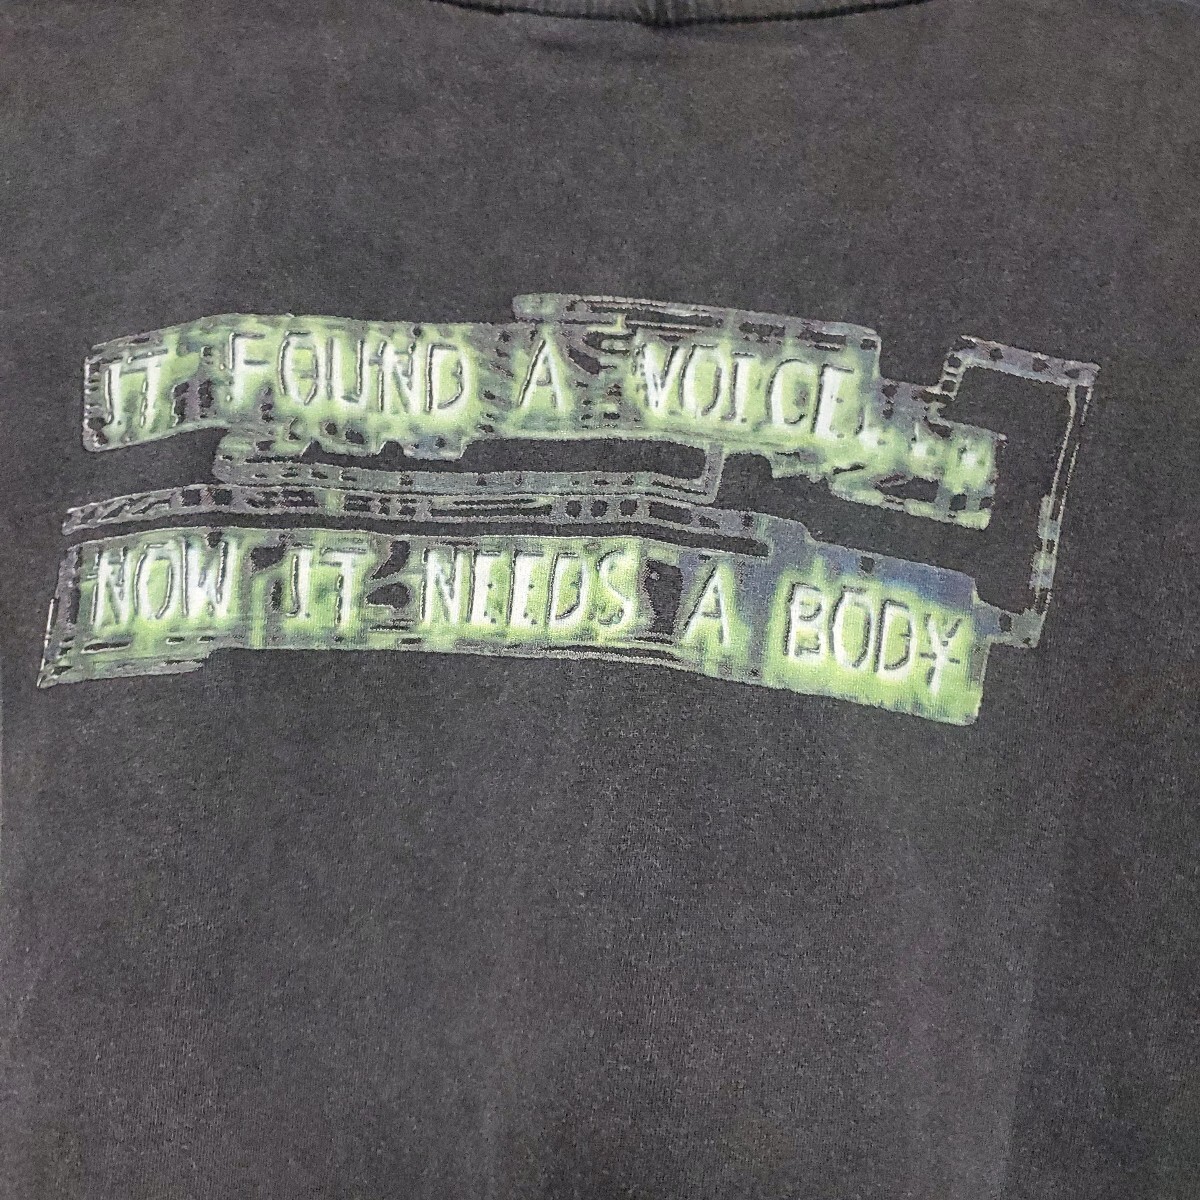 IT FOUND A VOICE....
NOW IT NEEDS A BODY